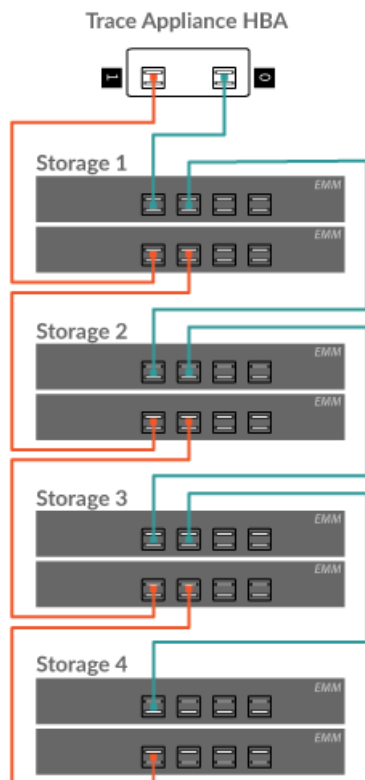 Trace Appliance HBA
1 0
Storage 1
EMM
EMM
Storage 2
EMM
EMM
Storage 3
EMM
EMM
Storage 4
EMM
EMM